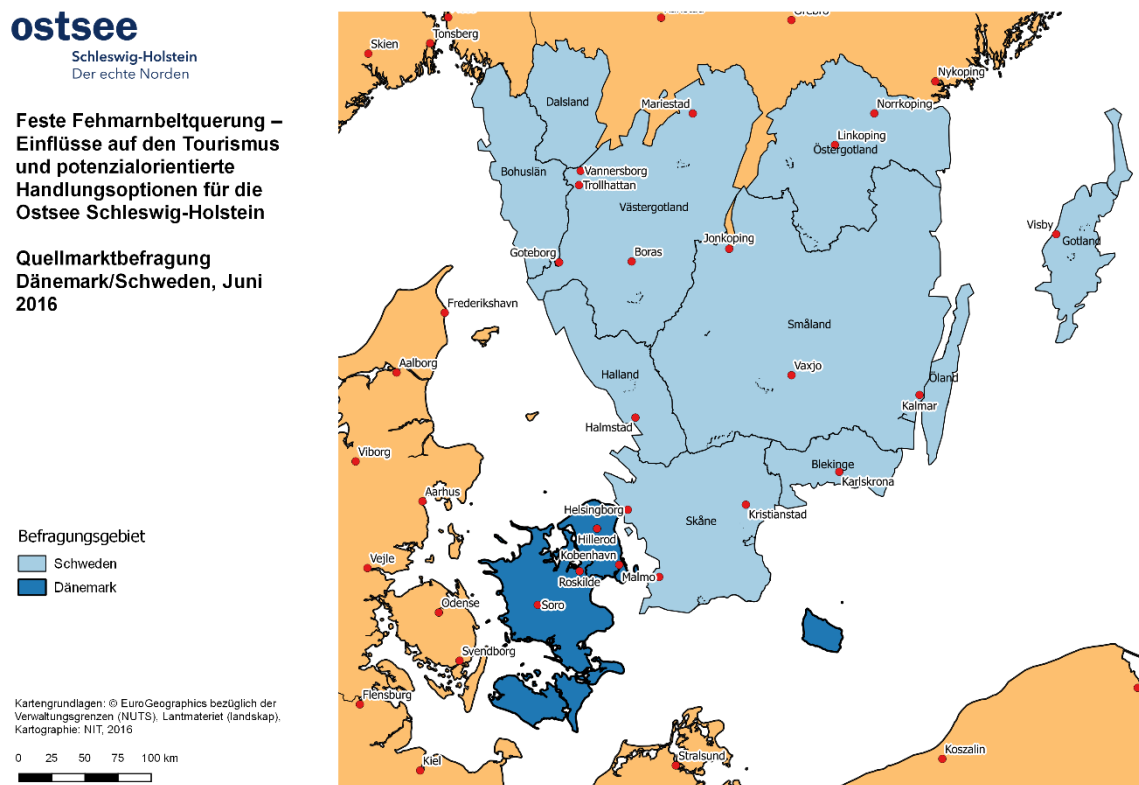 ostsee
Schleswig-Holstein
Der echte Norden
Feste Fehmarnbeltquerung –
Einflüsse auf den Tourismus
und potenzialorientierte
Handlungsoptionen für die
Ostsee Schleswig-Holstein
Quellmarktbefragung
Dänemark/Schweden, Juni
2016
Befragungsgebiet
Schweden
Dänemark
Kartengrundlagen: © EuroGeographics bezüglich der
Verwaltungsgrenzen (NUTS), Lantmateriet (landskap),
Kartographie: NIT, 2016
0 25 50 75 100 km
Skien
Tonsberg
Nykoping
Dalsland
Mariestad
Norrkoping
Linkoping
Östergotland
Bohuslän
Vannersborg
Trollhattan
Västergotland
Visby
Gotland
Goteborg
Boras
Jonkoping
Frederikshavn
Småland
Aalborg
Halland
Vaxjo
Öland
Kalmar
Halmstad
Viborg
Blekinge
Karlskrona
Aarhus
Helsingborg
Skåne
Kristianstad
Hillerod
Kobenhavn
Vejle
Roskilde
Malmo
Odense
Soro
Svendborg
Flensburg
Kiel
Stralsund
Koszalin